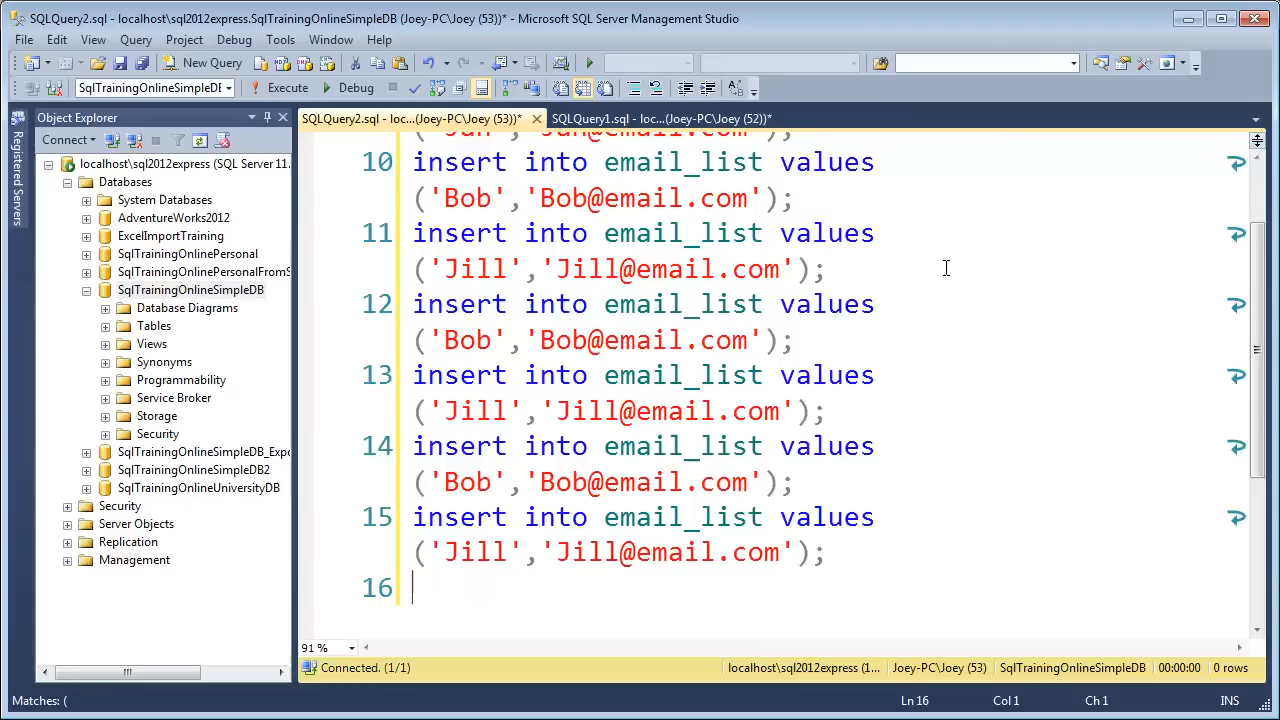 SQLQuery2.sql - localhost\sql2012express.SqlTrainingOnlineSimpleDB (Joey-PC\Joey (53))* - Microsoft SQL Server Management Studio
File Edit View Query Project Debug Tools Window Help
New Query
SqlTrainingOnlineSimpleDE Execute Debug
Registered Servers
Object Explorer
Connect
localhost\sql2012express (SQL Server 11.
Databases
System Databases
AdventureWorks2012
ExcelImportTraining
SqlTrainingOnlinePersonal
SqlTrainingOnlinePersonalFromS
SqlTrainingOnlineSimpleDB
Database Diagrams
Tables
Views
Synonyms
Programmability
Service Broker
Storage
Security
SqlTrainingOnlineSimpleDB_Expo
SqlTrainingOnlineSimpleDB2
SqlTrainingOnlineUniversityDB
Security
Server Objects
Replication
Management
SQLQuery2.sql - loc...(Joey-PC\Joey (53))* SQLQuery1.sql - loc...(Joey-PC\Joey (52))*
10 insert into email_list values
('Bob','Bob@email.com');
11 insert into email_list values
('Jill','Jill@email.com');
12 insert into email_list values
('Bob','Bob@email.com');
13 insert into email_list values
('Jill','Jill@email.com');
14 insert into email_list values
('Bob','Bob@email.com');
15 insert into email_list values
('Jill','Jill@email.com');
16
91 %
Connected. (1/1) localhost\sql2012express (1... Joey-PC\Joey (53) SqlTrainingOnlineSimpleDB 00:00:00 0 rows
Matches: ( Ln 16 Col 1 Ch 1 INS